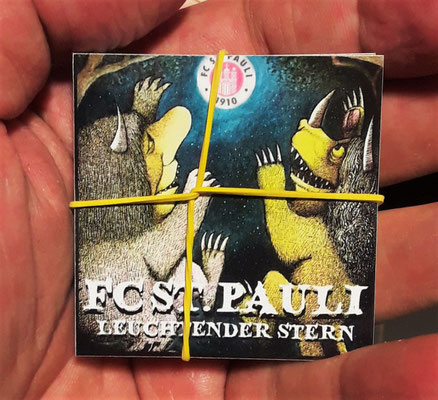 FC ST. PAULI
1910
FC ST. PAULI
LEUCHTENDER STERN